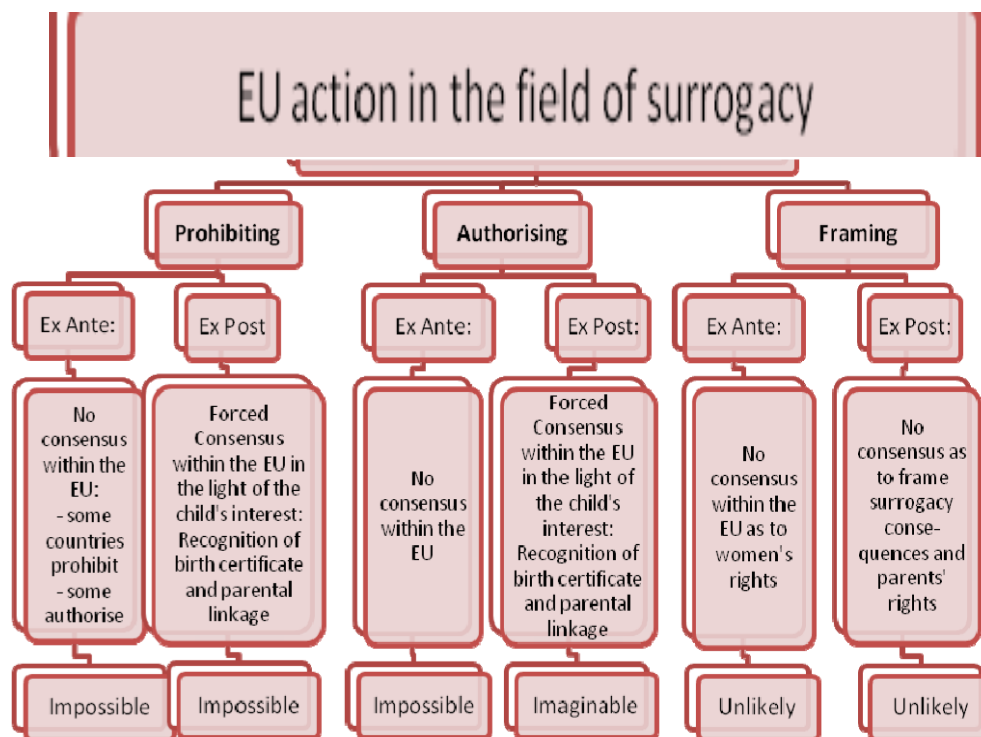 EU action in the field of surrogacy
Prohibiting
Authorising
Framing
Ex Ante:
Ex Post
Ex Ante:
Ex Post:
Ex Ante:
Ex Post:
No
consensus
within the
EU:
- some
countries
prohibit
- some
authorise
Forced
Consensus
within the EU in
the light of the
child's interest:
Recognition of
birth certificate
and parental
linkage
No
consensus
within the
EU
Forced
Consensus
within the EU
in the light of
the child's
interest:
Recognition of
birth certificate
and parental
linkage
No
consensus
within the
EU as to
women's
rights
No
consensus as
to frame
surrogacy
conse-
quences and
parents'
rights
Impossible
Impossible
Impossible
Imaginable
Unlikely
Unlikely